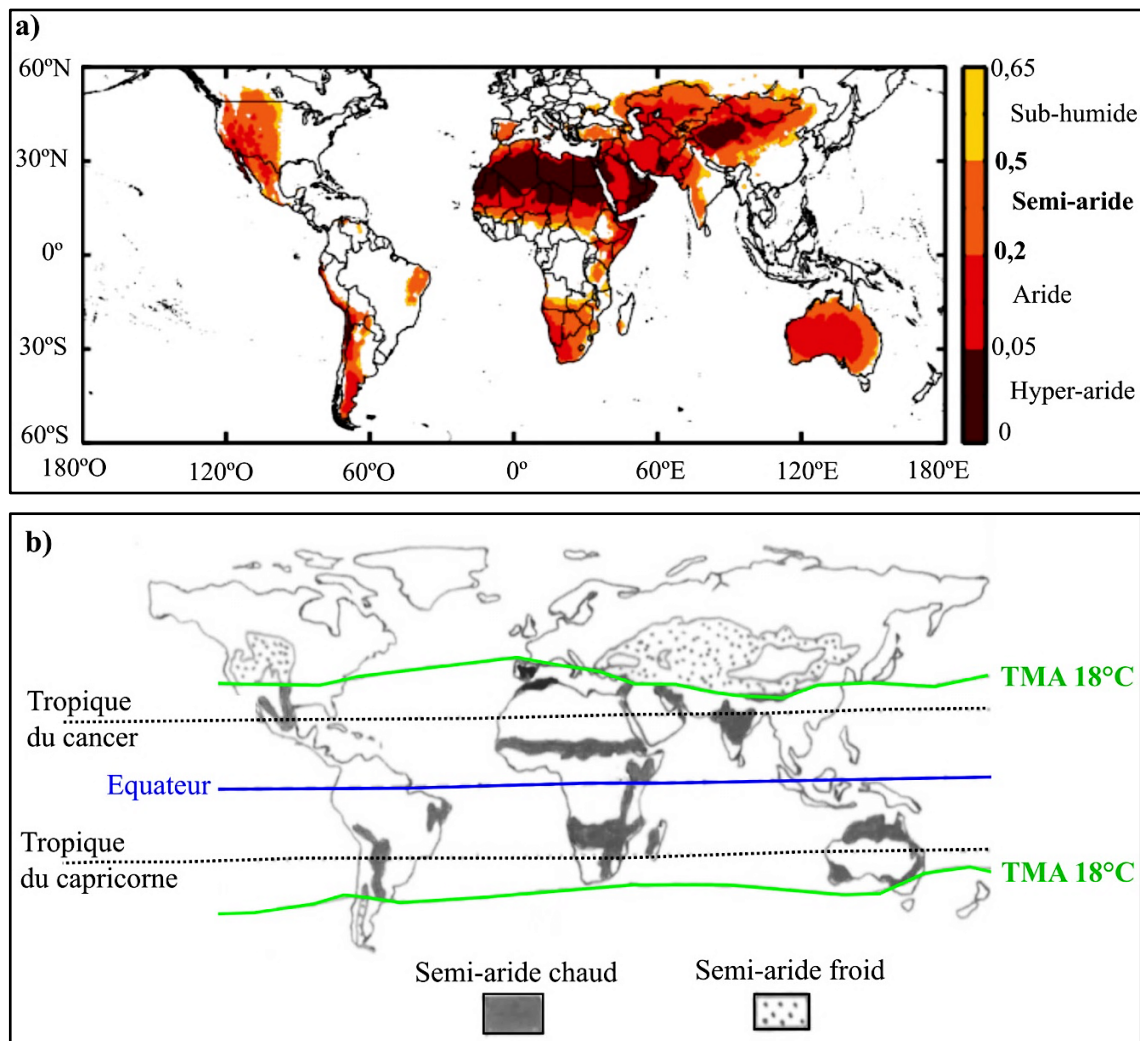 a)
60ºN
30ºN
0º
30ºS
60ºS
180ºO
120ºO
60ºO
0º
60ºE
120ºE
180ºE
0,65
Sub-humide
0,5
Semi-aride
0,2
Aride
0,05
Hyper-aride
0
b)
TMA 18°C
Tropique
du cancer
Equateur
Tropique
du capricorne
TMA 18°C
Semi-aride chaud
Semi-aride froid